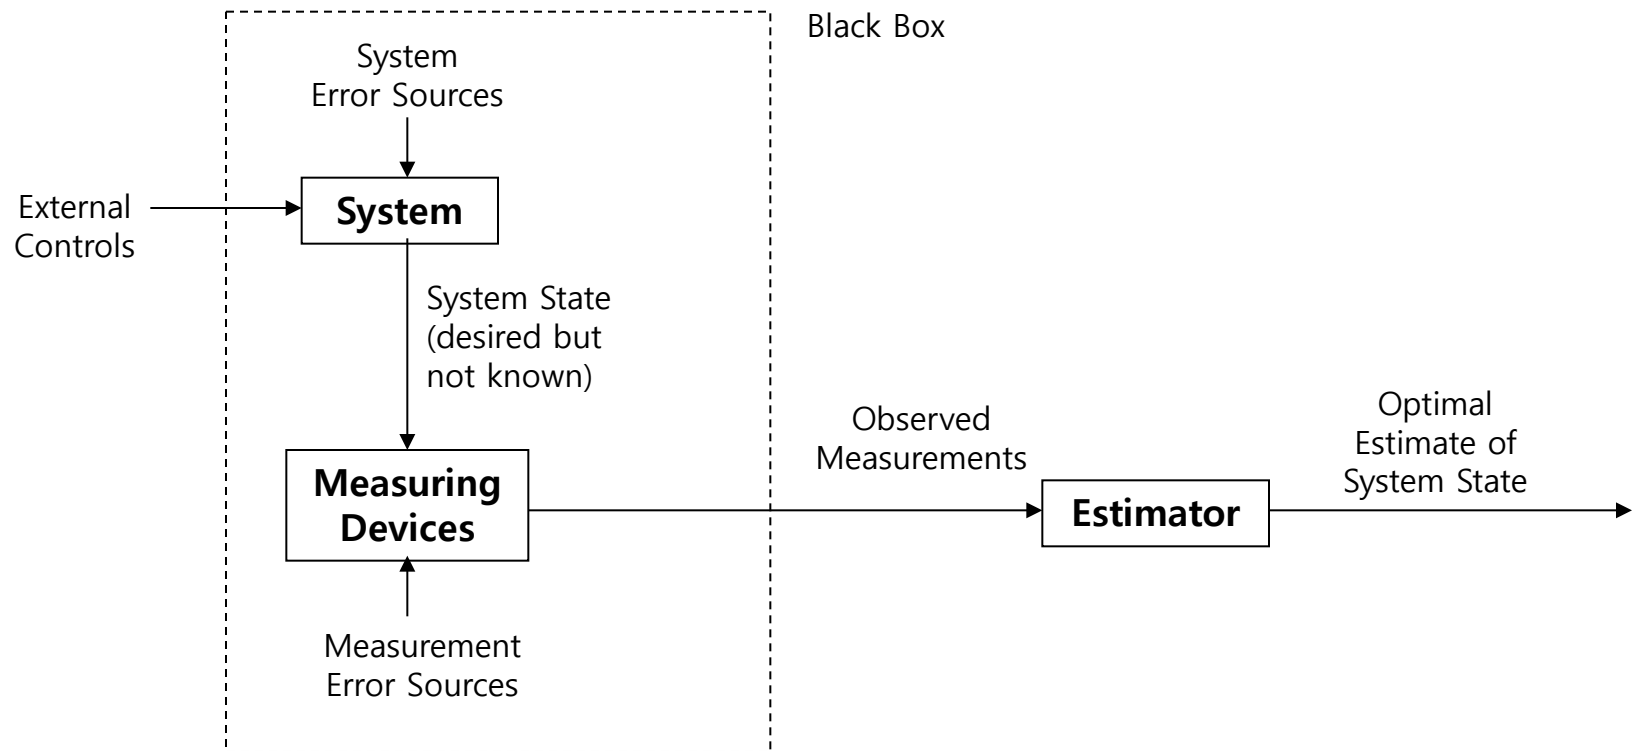 Black Box
System
Error Sources
External
Controls
System
System State
(desired but
not known)
Measuring
Devices
Measurement
Error Sources
Observed
Measurements
Estimator
Optimal
Estimate of
System State